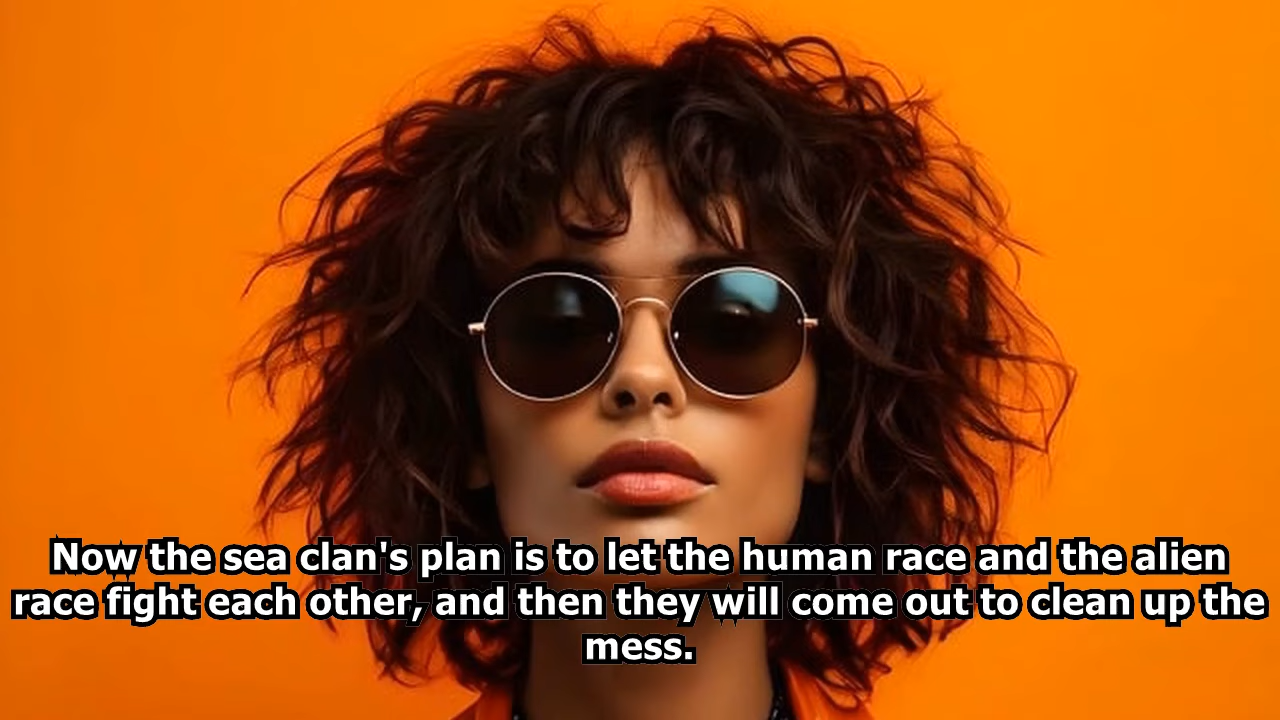 Now the sea clan's plan is to let the human race and the alien
race fight each other, and then they will come out to clean up the
mess.